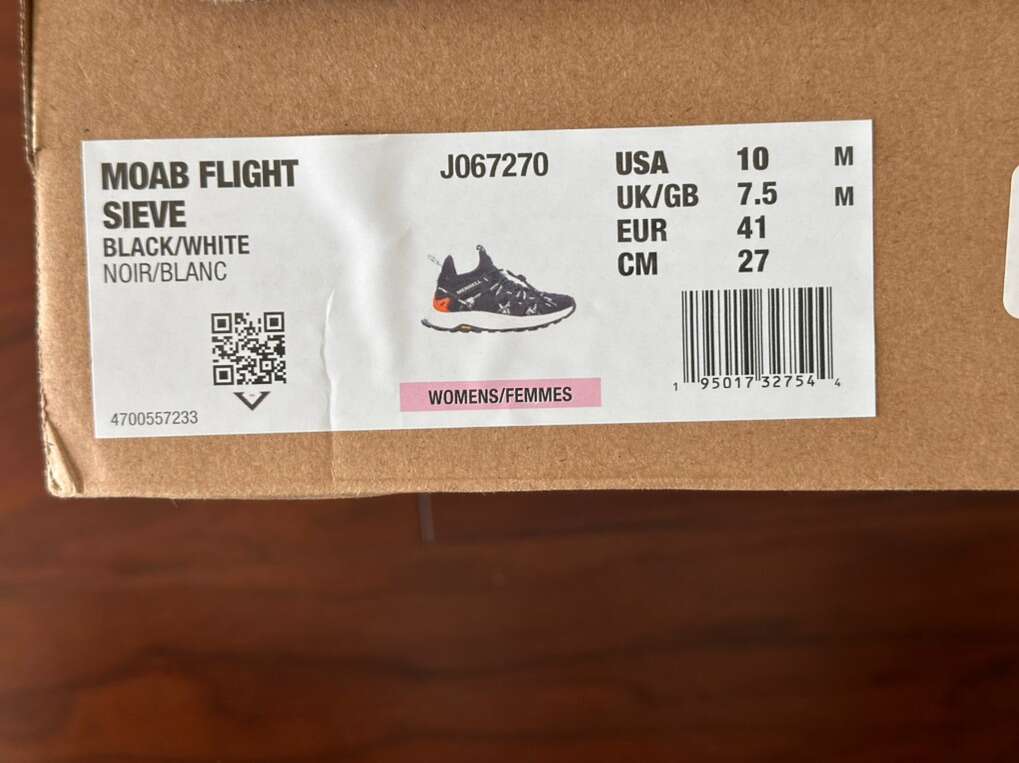 MOAB FLIGHT
SIEVE
BLACK/WHITE
NOIR/BLANC
4700557233
J067270
MERRELL
WOMENS/FEMMES
USA 10 M
UK/GB 7.5 M
EUR 41
CM 27
1 95017 32754 4